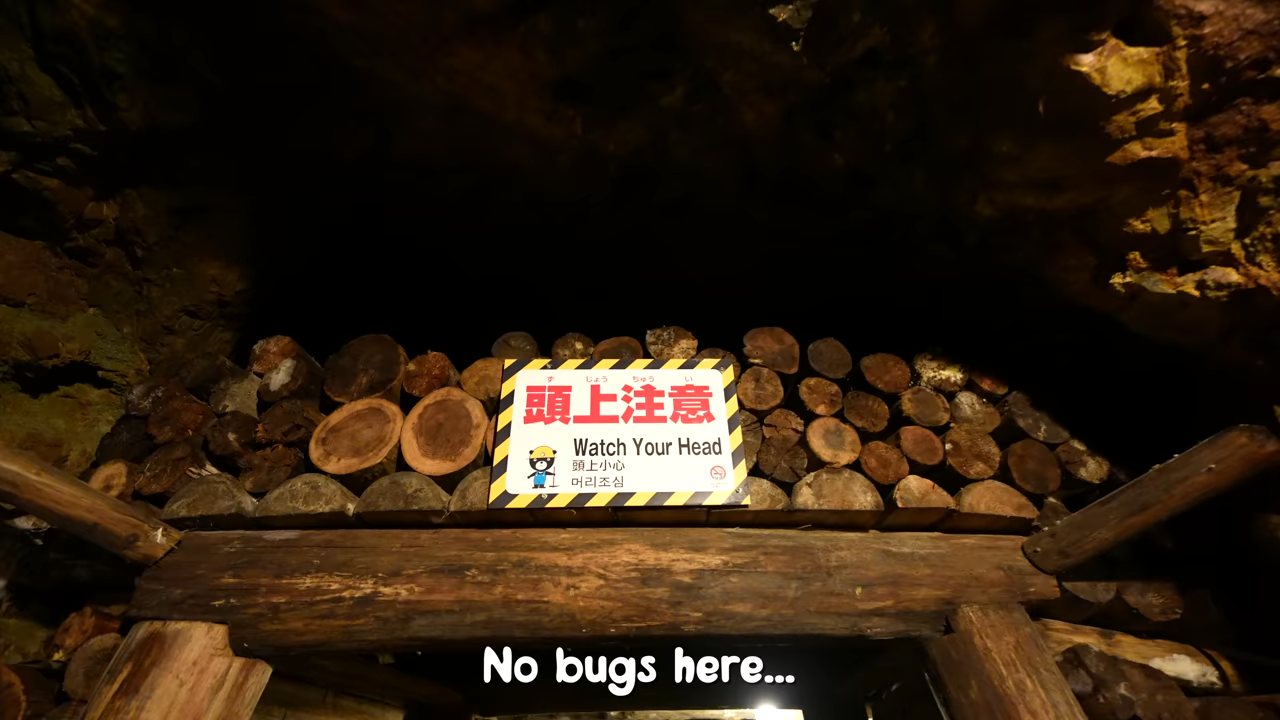 ず じょう ちゅう い
頭上注意
Watch Your Head
頭上小心
머리조심
No bugs here...